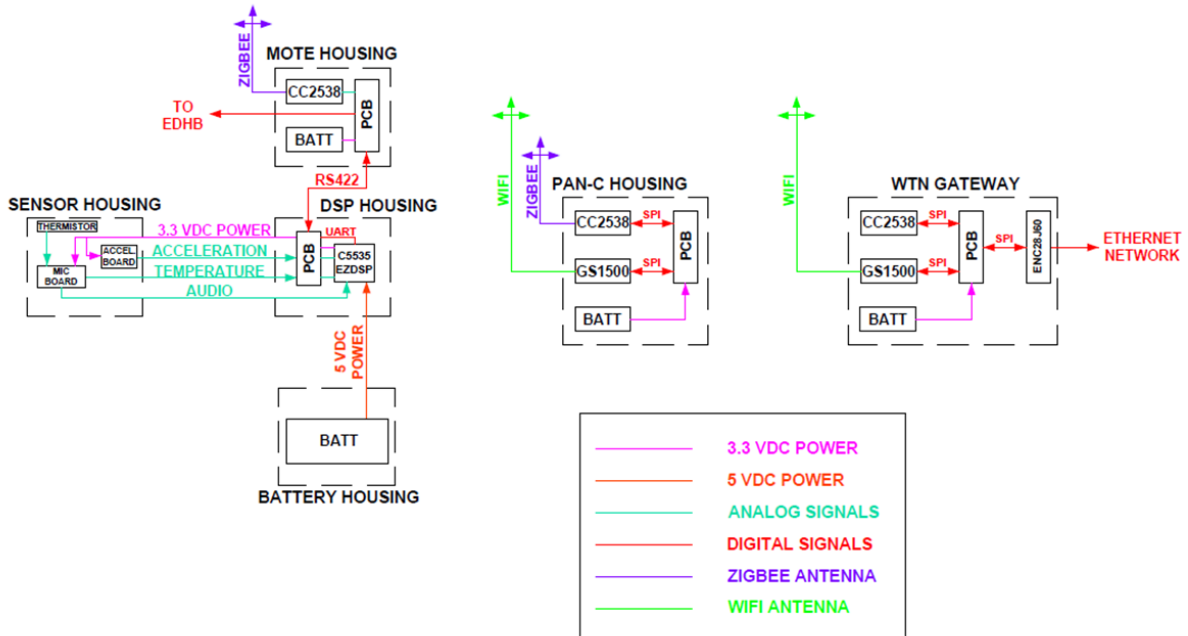 ZIGBEE
MOTE HOUSING
CC2538
PCB
BATT
TO
EDHB
RS422
SENSOR HOUSING
DSP HOUSING
THERMISTOR
3.3 VDC POWER
UART
ACCEL
BOARD
ACCELERATION
PCB
C5535
EZDSP
MIC
BOARD
TEMPERATURE
AUDIO
5 VDC
POWER
BATT
BATTERY HOUSING
WIFI
ZIGBEE
PAN-C HOUSING
CC2538
SPI
PCB
GS1500
SPI
BATT
WIFI
WTN GATEWAY
CC2538
SPI
PCB
SPI
ENC28J60
ETHERNET
NETWORK
GS1500
SPI
BATT
3.3 VDC POWER
5 VDC POWER
ANALOG SIGNALS
DIGITAL SIGNALS
ZIGBEE ANTENNA
WIFI ANTENNA